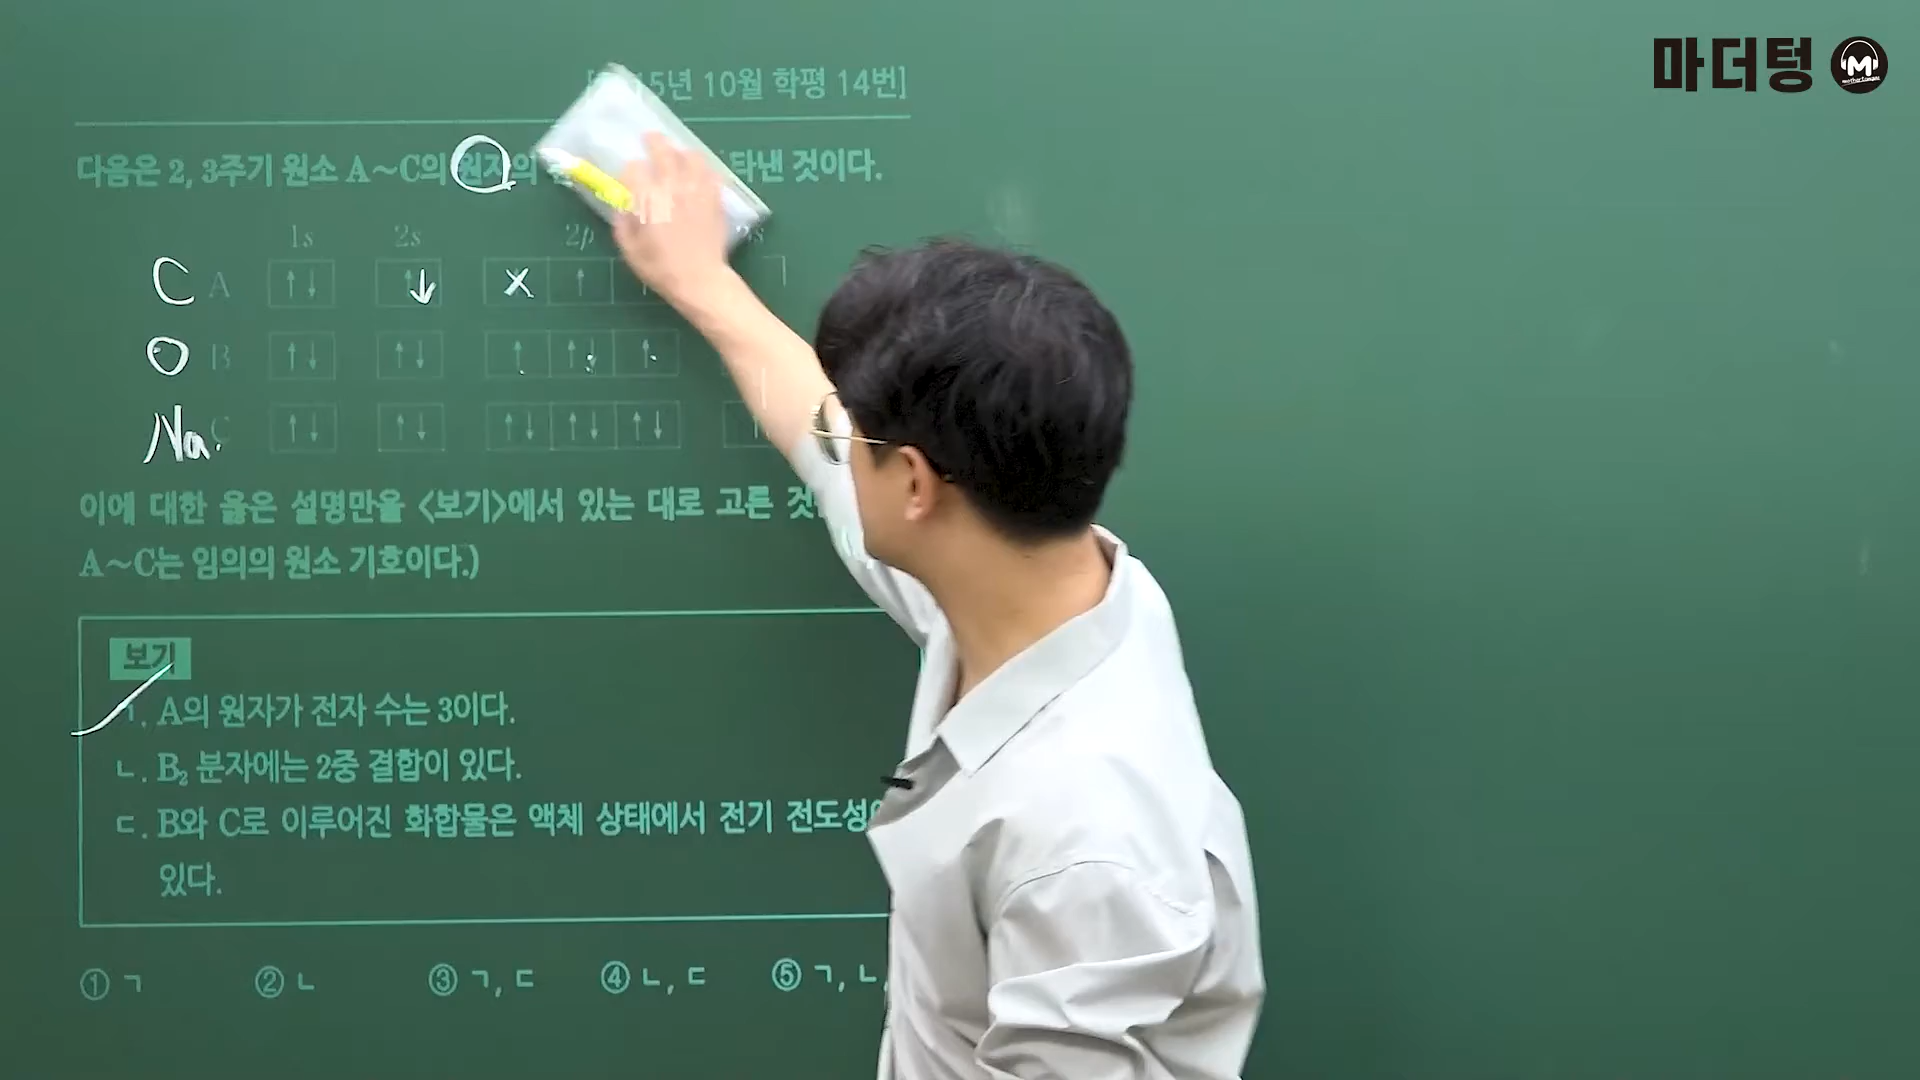 마더텅 M
15년 10월 학평 14번]
다음은 2, 3주기 원소 A~C의 원자의 타낸 것이다.
1s 2s 2p
C A ↑↓ ↓ X ↑
O B ↑↓ ↑↓ ↑ ↑↓ ↑
Na C ↑↓ ↑↓ ↑↓ ↑↓ ↑↓
이에 대한 옳은 설명만을 <보기>에서 있는 대로 고른
A~C는 임의의 원소 기호이다.)
보기
ㄱ. A의 원자가 전자 수는 3이다.
ㄴ. B₂ 분자에는 2중 결합이 있다.
ㄷ. B와 C로 이루어진 화합물은 액체 상태에서 전기 전도성
있다.
① ㄱ ② ㄴ ③ ㄱ, ㄷ ④ ㄴ, ㄷ ⑤ ㄱ, ㄴ,